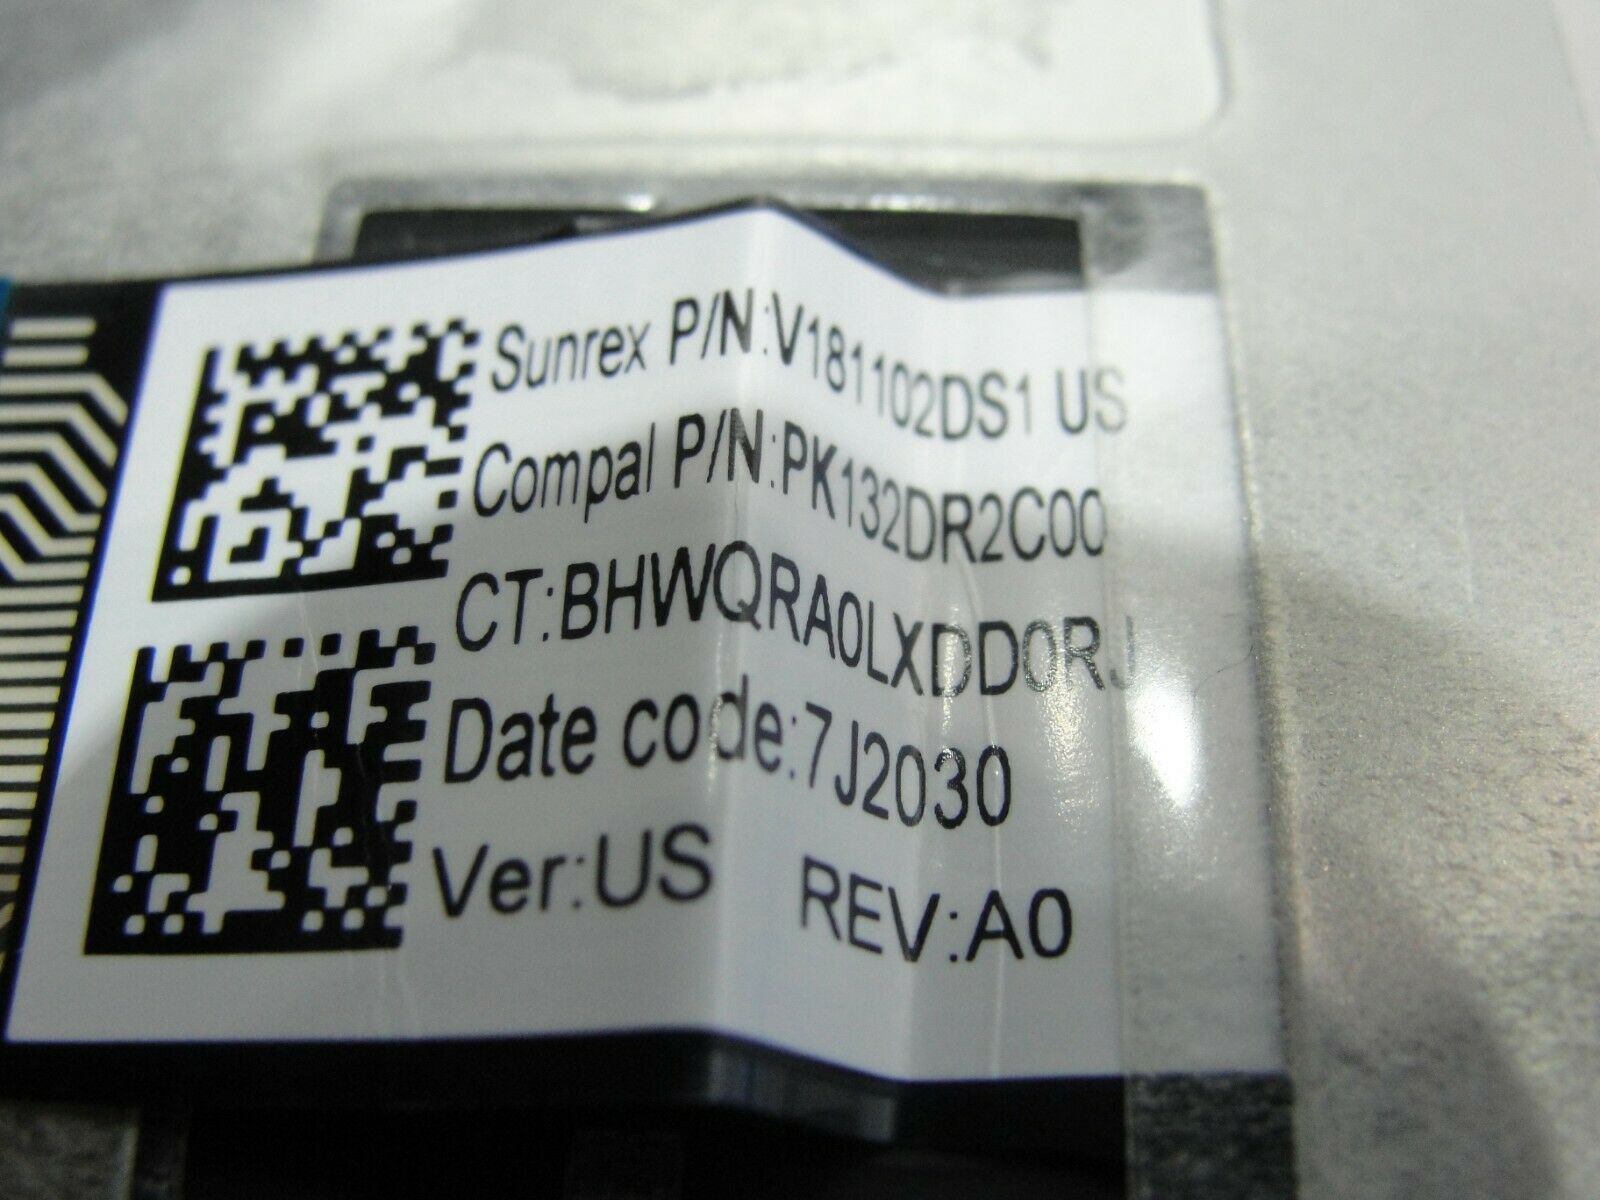 Sunrex P/N:V181102DS1 US
Compal P/N:PK132DR2C00
CT:BHWQRA0LXDD0RJ
Date code:7J2030
Ver:US REV:A0